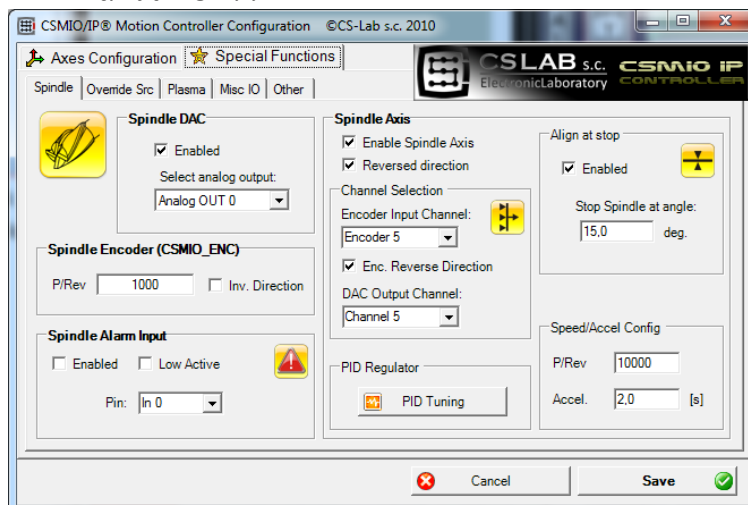 CSMIO/IP® Motion Controller Configuration ©CS-Lab s.c. 2010
Axes Configuration
Special Functions
CSLAB s.c.
ElectronicLaboratory
CSMIO IP
CONTROLLER
Spindle
Overide Src
Plasma
Misc IO
Other
Spindle DAC
Enabled
Select analog output:
Analog OUT 0
Spindle Encoder (CSMIO_ENC)
P/Rev
1000
Inv. Direction
Spindle Alarm Input
Enabled
Low Active
Pin:
In 0
Spindle Axis
Enable Spindle Axis
Reversed direction
Channel Selection
Encoder Input Channel:
Encoder 5
Enc. Reverse Direction
DAC Output Channel:
Channel 5
PID Regulator
PID Tuning
Align at stop
Enabled
Stop Spindle at angle:
15,0
deg.
Speed/Accel Config
P/Rev
10000
Accel.
2,0
[s]
Cancel
Save